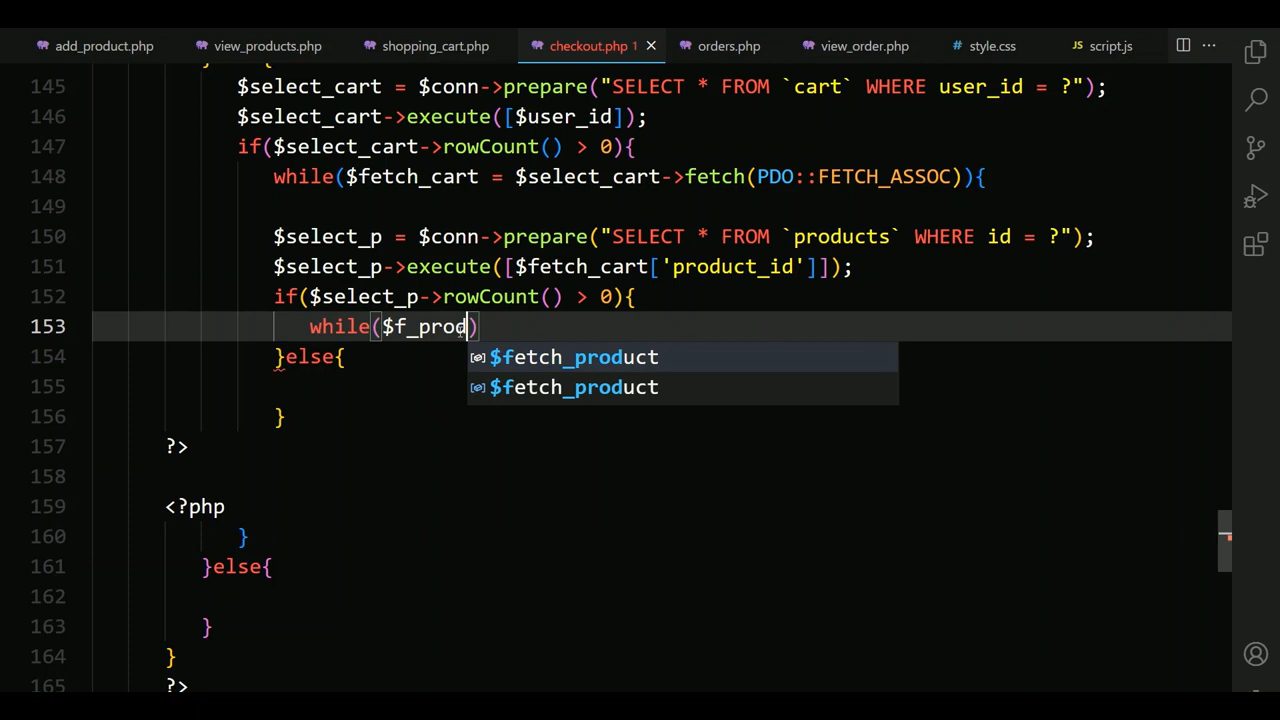 add_product.php view_products.php shopping_cart.php checkout.php 1 orders.php view_order.php # style.css JS script.js
145 $select_cart = $conn->prepare("SELECT * FROM `cart` WHERE user_id = ?");
146 $select_cart->execute([$user_id]);
147 if($select_cart->rowCount() > 0){
148 while($fetch_cart = $select_cart->fetch(PDO::FETCH_ASSOC)){
149
150 $select_p = $conn->prepare("SELECT * FROM `products` WHERE id = ?");
151 $select_p->execute([$fetch_cart['product_id']]);
152 if($select_p->rowCount() > 0){
153 while($f_prod)
154 }else{
$fetch_product
155
$fetch_product
156 }
157 ?>
158
159 <?php
160 }
161 }else{
162
163 }
164 }
165 ?>